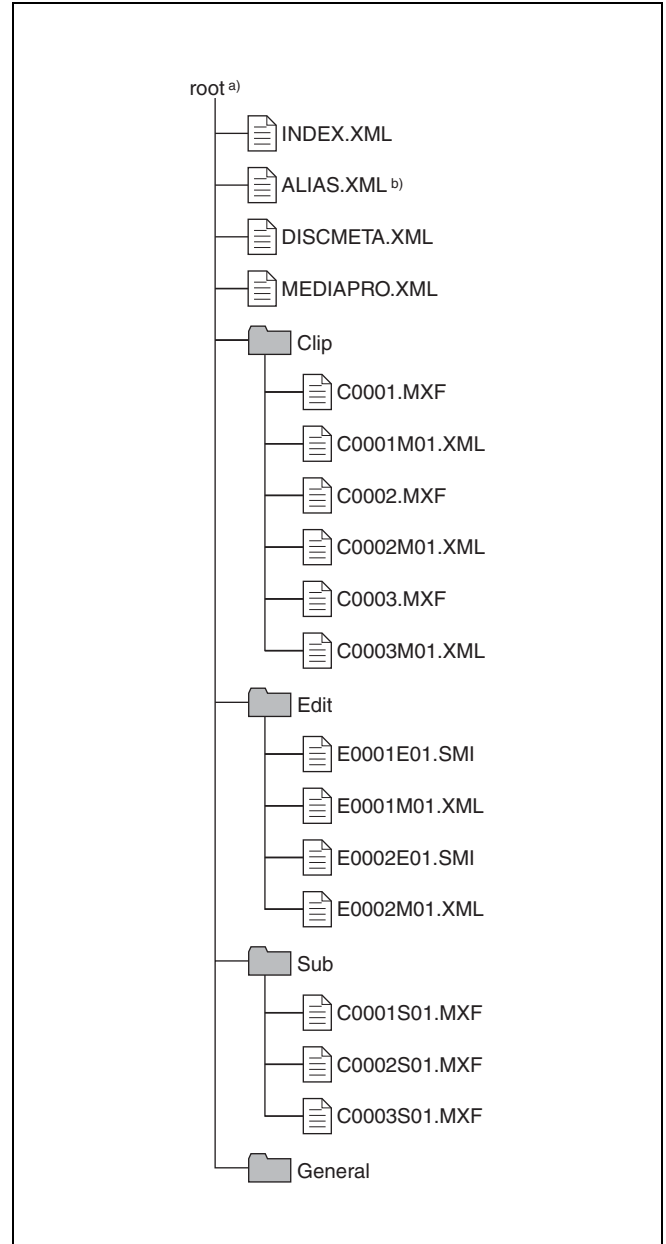 root a)
INDEX.XML
ALIAS.XML b)
DISCMETA.XML
MEDIAPRO.XML
Clip
C0001.MXF
C0001M01.XML
C0002.MXF
C0002M01.XML
C0003.MXF
C0003M01.XML
Edit
E0001E01.SMI
E0001M01.XML
E0002E01.SMI
E0002M01.XML
Sub
C0001S01.MXF
C0002S01.MXF
C0003S01.MXF
General